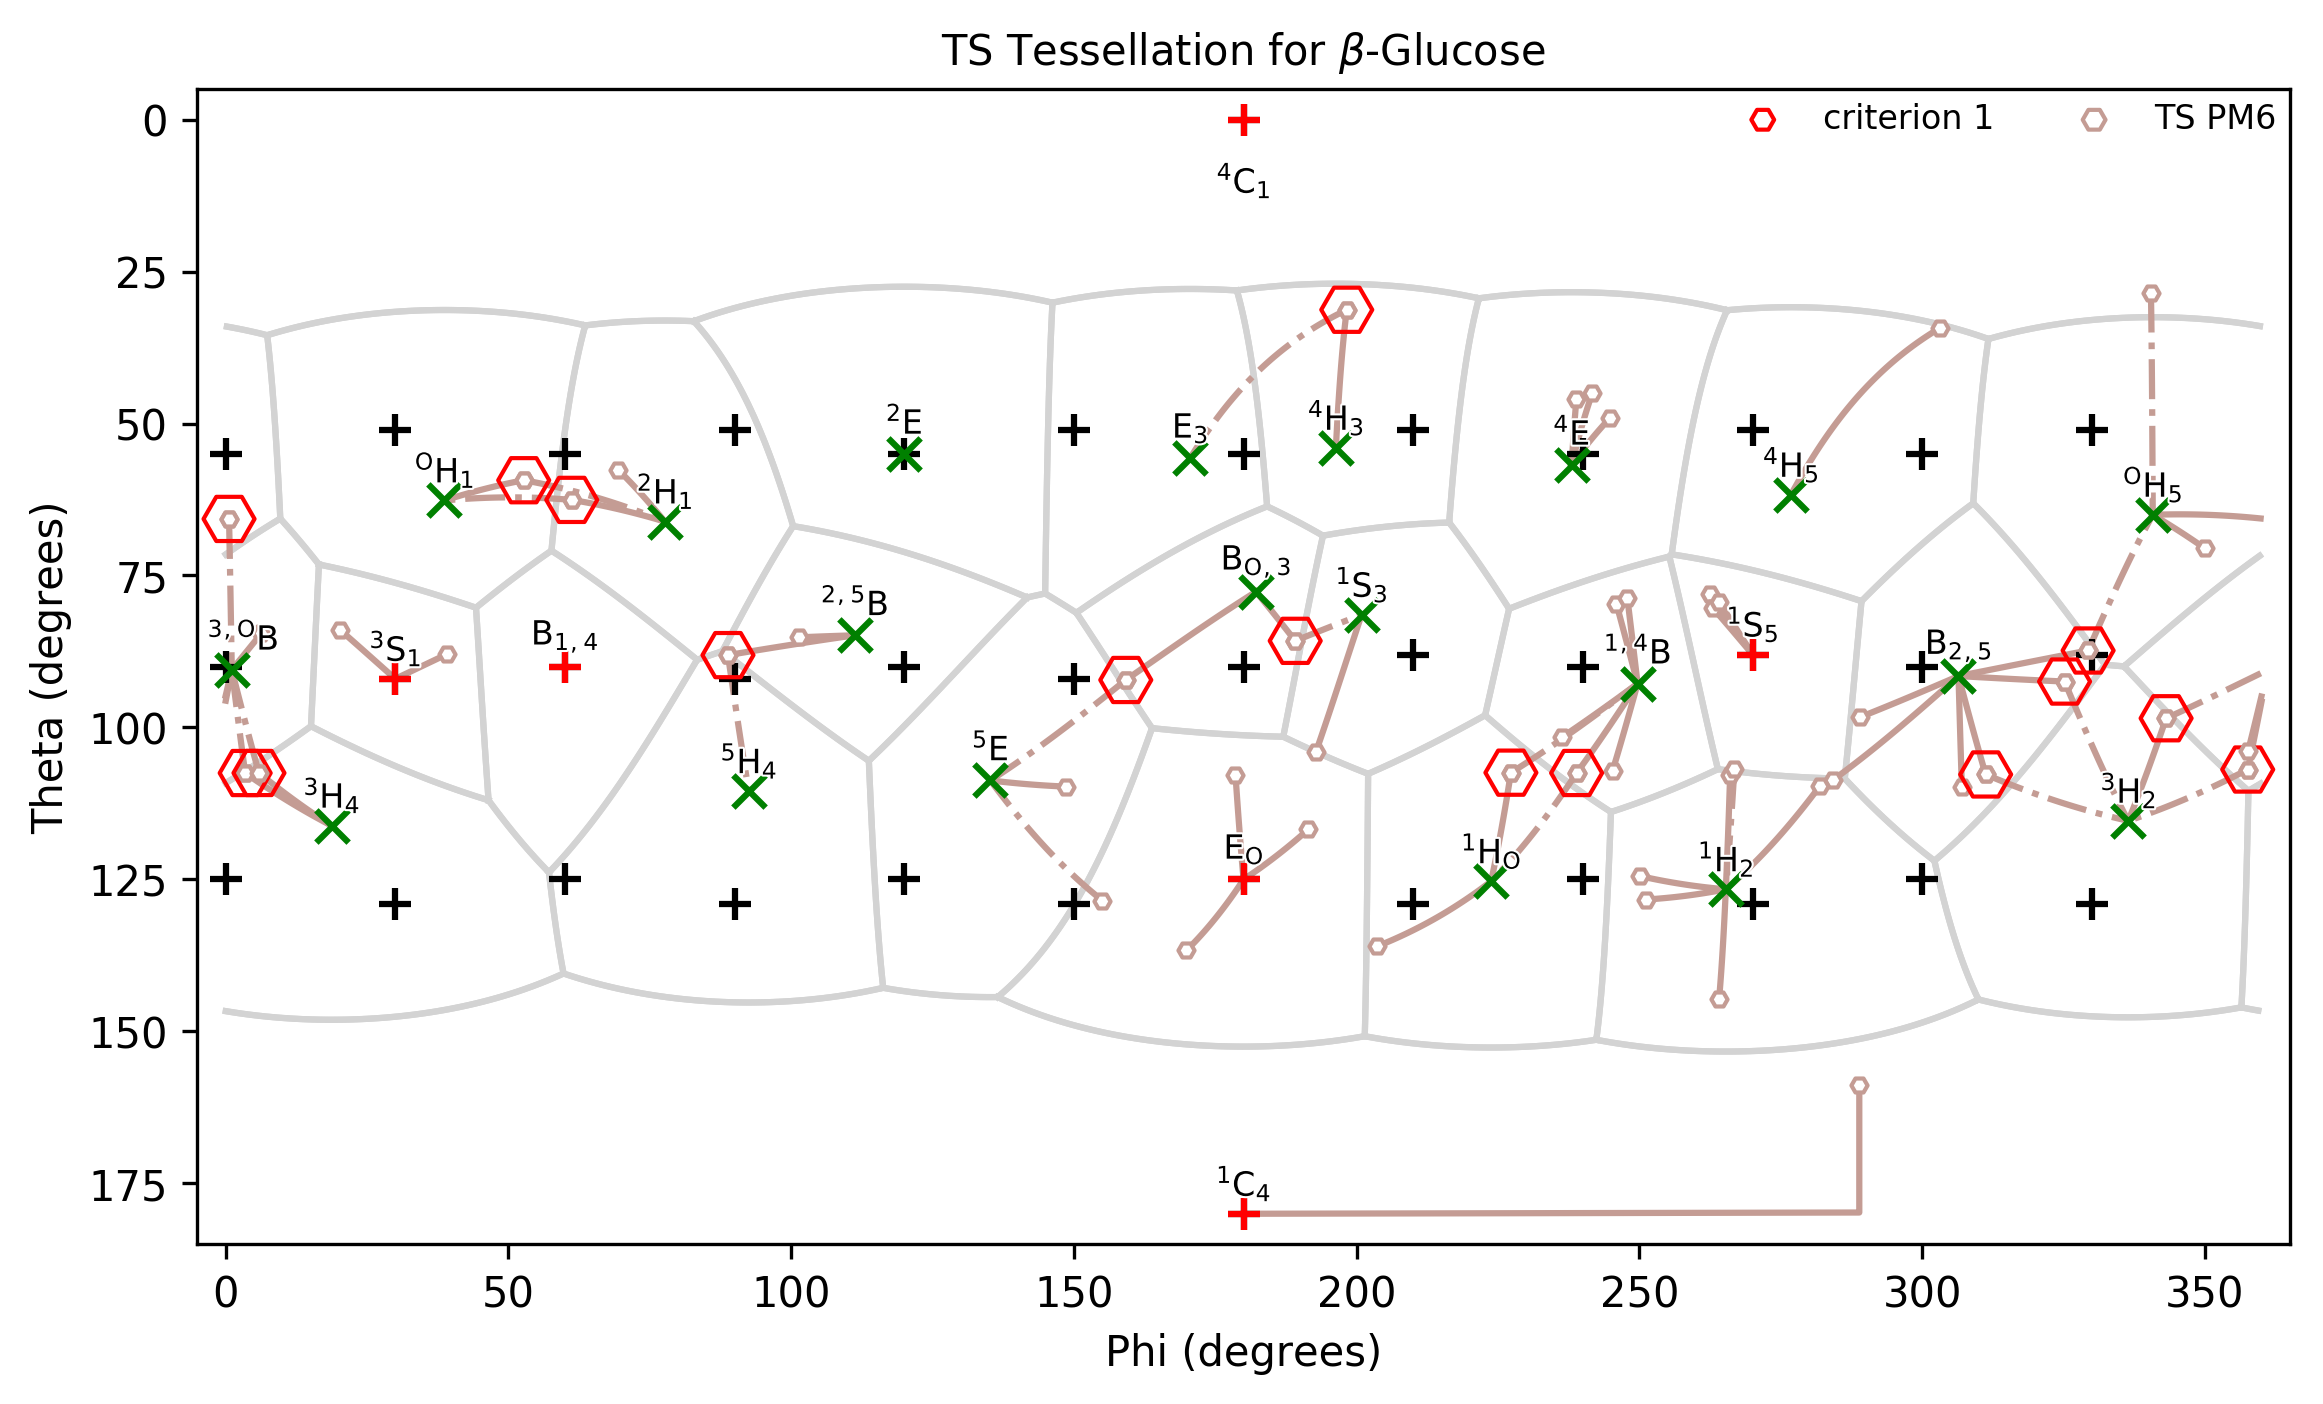 TS Tessellation for β-Glucose
criterion 1 TS PM6
⁴C₁
²E E₃ ⁴H₃ ⁴E
ᴼH₁ ²H₁ ⁴H₅ ᴼH₅
B_O,₃ ¹S₃
³,ᴼB ³S₁ B₁,₄ ²,⁵B ¹,⁴B ¹S₅ B₂,₅
³H₄ ⁵H₄ ⁵E ³H₂
E_O ¹H_O ¹H₂
¹C₄
0
25
50
75
100
125
150
175
Theta (degrees)
0 50 100 150 200 250 300 350
Phi (degrees)